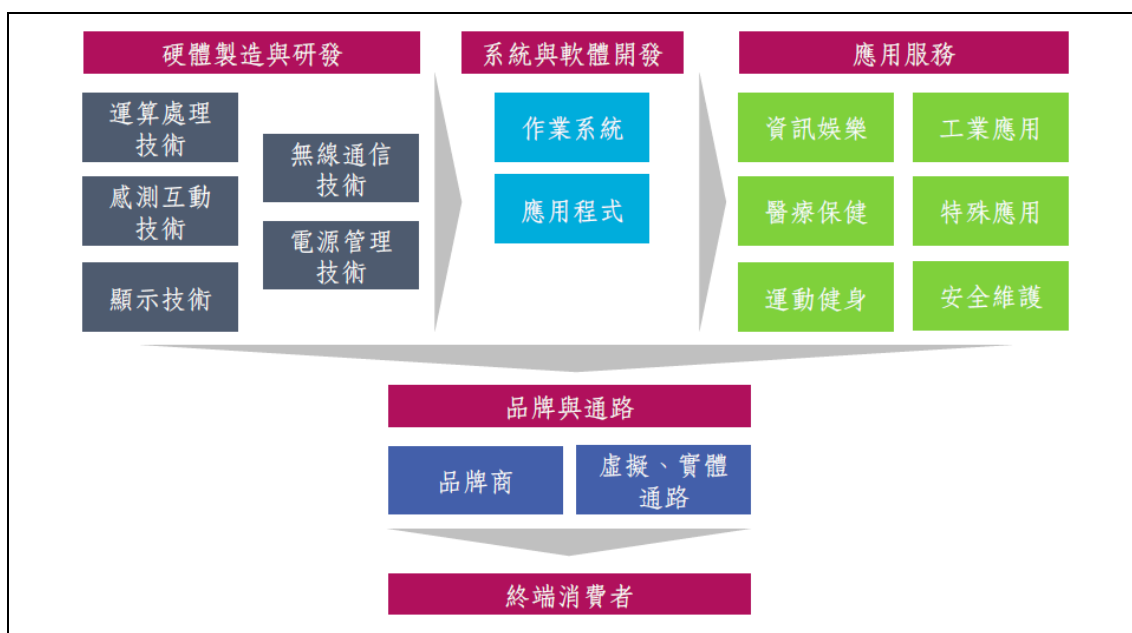 硬體製造與研發
運算處理
技術
感測互動
技術
顯示技術
無線通信
技術
電源管理
技術
系統與軟體開發
作業系統
應用程式
應用服務
資訊娛樂
工業應用
醫療保健
特殊應用
運動健身
安全維護
品牌與通路
品牌商
虛擬、實體
通路
終端消費者